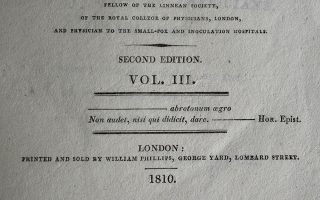 FELLOW OF THE LINNEAN SOCIETY,
OF THE ROYAL COLLEGE OF PHYSICIANS, LONDON,
AND PHYSICIAN TO THE SMALL-POX AND INOCULATION HOSPITALS.
SECOND EDITION.
VOL. III.
abrotonum ægro
Non audet, nisi qui didicit, dare. — HOR. Epist.
LONDON:
PRINTED AND SOLD BY WILLIAM PHILLIPS, GEORGE YARD, LOMBARD STREET.
1810.